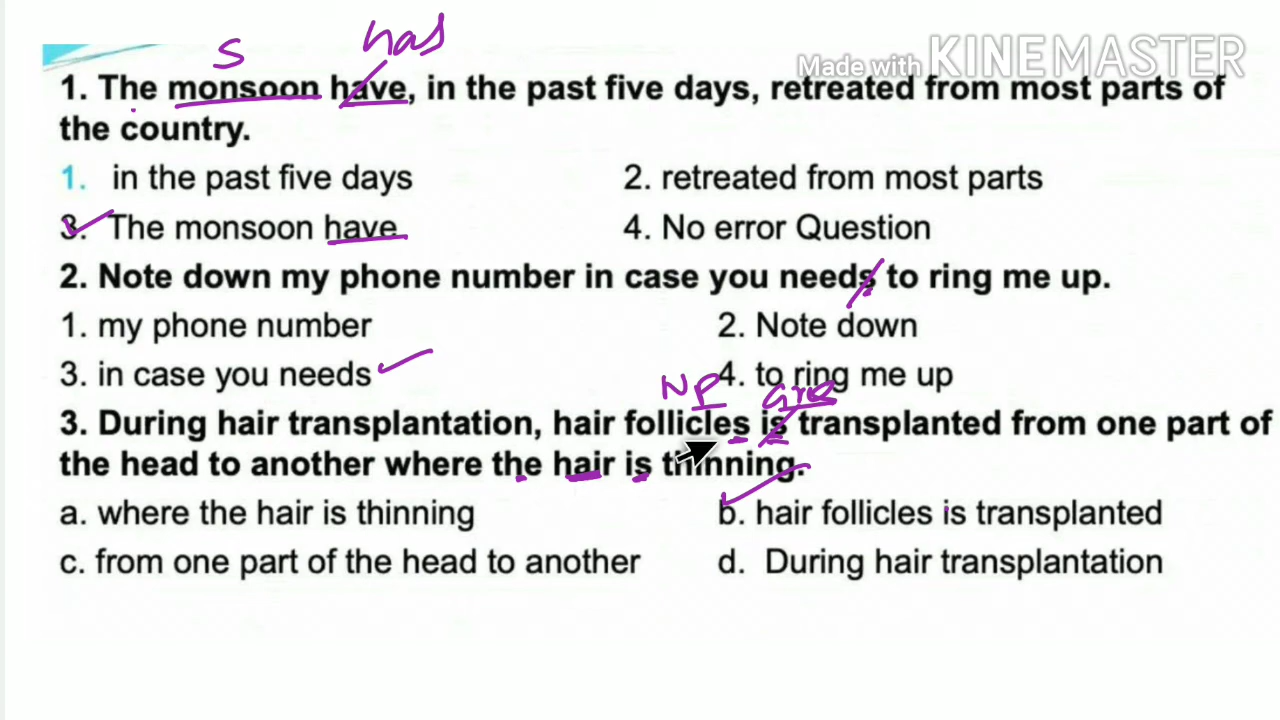 S has
Made with KINEMASTER
1. The monsoon have, in the past five days, retreated from most parts of
the country.
1. in the past five days 2. retreated from most parts
3. The monsoon have 4. No error Question
2. Note down my phone number in case you needs to ring me up.
1. my phone number 2. Note down
3. in case you needs 4. to ring me up
NP are
3. During hair transplantation, hair follicles is transplanted from one part of
the head to another where the hair is thinning.
a. where the hair is thinning b. hair follicles is transplanted
c. from one part of the head to another d. During hair transplantation